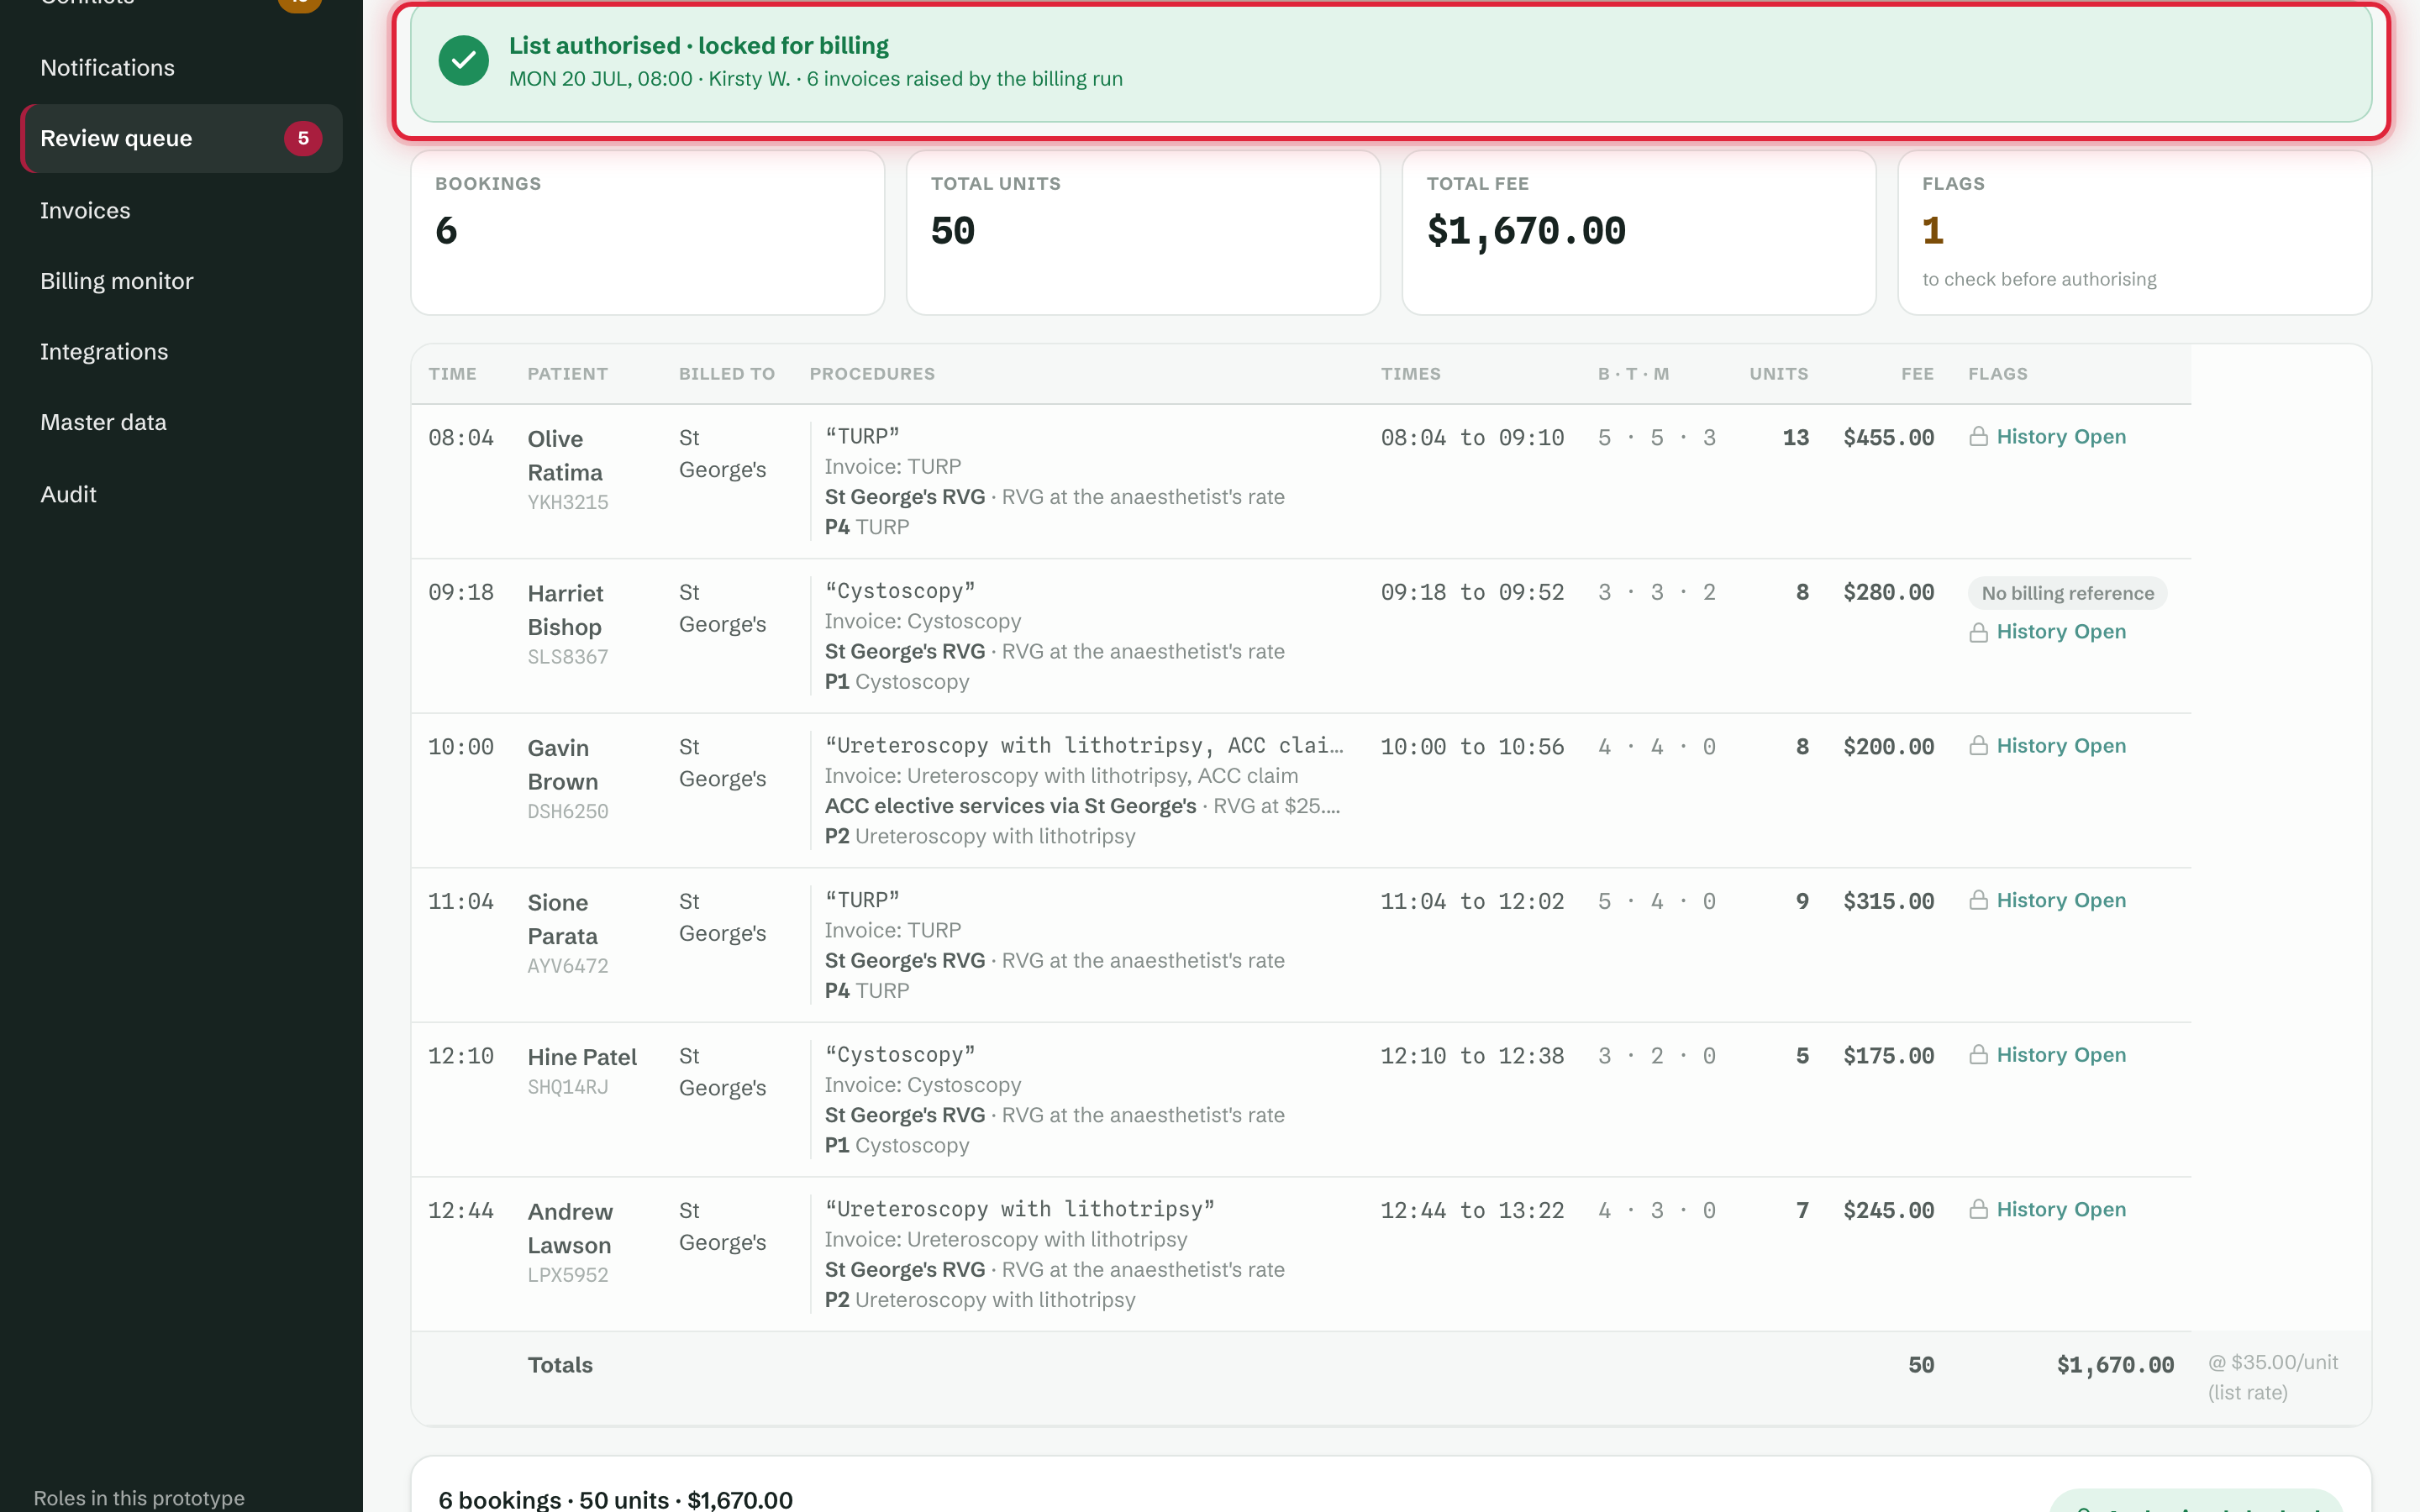 Notifications
Review queue 5
Invoices
Billing monitor
Integrations
Master data
Audit
Roles in this prototype
List authorised · locked for billing
MON 20 JUL, 08:00 · Kirsty W. · 6 invoices raised by the billing run
BOOKINGS
6
TOTAL UNITS
50
TOTAL FEE
$1,670.00
FLAGS
1
to check before authorising
TIME PATIENT BILLED TO PROCEDURES TIMES B · T · M UNITS FEE FLAGS
08:04 Olive Ratima YKH3215 St George's
“TURP”
Invoice: TURP
St George's RVG · RVG at the anaesthetist's rate
P4 TURP
08:04 to 09:10 5 · 5 · 3 13 $455.00 History Open
09:18 Harriet Bishop SLS8367 St George's
“Cystoscopy”
Invoice: Cystoscopy
St George's RVG · RVG at the anaesthetist's rate
P1 Cystoscopy
09:18 to 09:52 3 · 3 · 2 8 $280.00 No billing reference
History Open
10:00 Gavin Brown DSH6250 St George's
“Ureteroscopy with lithotripsy, ACC clai…
Invoice: Ureteroscopy with lithotripsy, ACC claim
ACC elective services via St George's · RVG at $25.…
P2 Ureteroscopy with lithotripsy
10:00 to 10:56 4 · 4 · 0 8 $200.00 History Open
11:04 Sione Parata AYV6472 St George's
“TURP”
Invoice: TURP
St George's RVG · RVG at the anaesthetist's rate
P4 TURP
11:04 to 12:02 5 · 4 · 0 9 $315.00 History Open
12:10 Hine Patel SHQ14RJ St George's
“Cystoscopy”
Invoice: Cystoscopy
St George's RVG · RVG at the anaesthetist's rate
P1 Cystoscopy
12:10 to 12:38 3 · 2 · 0 5 $175.00 History Open
12:44 Andrew Lawson LPX5952 St George's
“Ureteroscopy with lithotripsy”
Invoice: Ureteroscopy with lithotripsy
St George's RVG · RVG at the anaesthetist's rate
P2 Ureteroscopy with lithotripsy
12:44 to 13:22 4 · 3 · 0 7 $245.00 History Open
Totals 50 $1,670.00 @ $35.00/unit
(list rate)
6 bookings · 50 units · $1,670.00